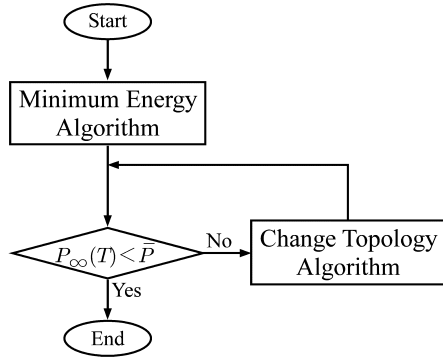 Start
Minimum Energy
Algorithm
P∞(T) < P̄
No
Change Topology
Algorithm
Yes
End